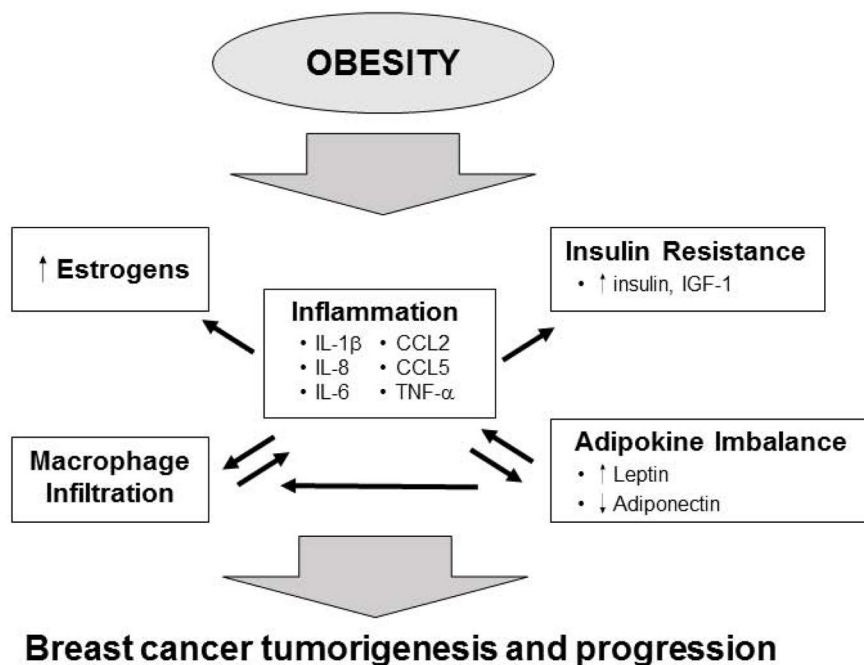 OBESITY
↑ Estrogens
Insulin Resistance
• ↑ insulin, IGF-1
Inflammation
• IL-1β • CCL2
• IL-8 • CCL5
• IL-6 • TNF-α
Macrophage
Infiltration
Adipokine Imbalance
• ↑ Leptin
• ↓ Adiponectin
Breast cancer tumorigenesis and progression